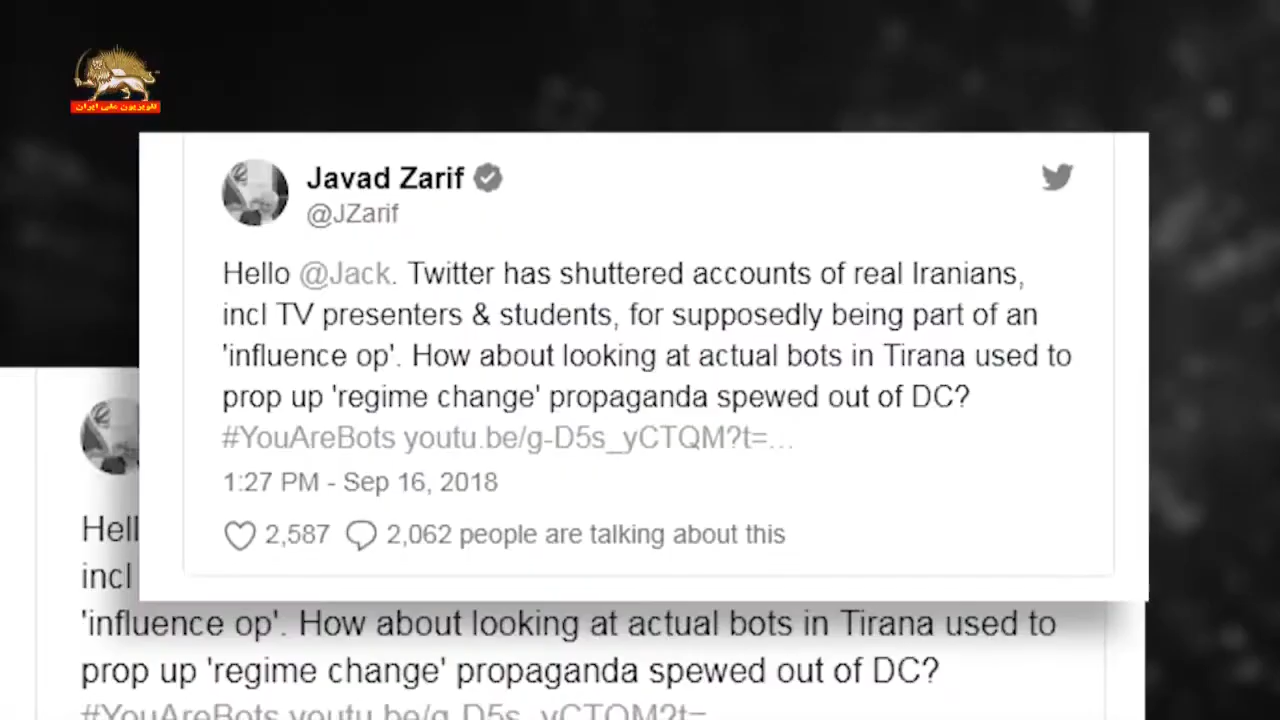 تلویزیون ملی ایران
Javad Zarif
@JZarif
Hello @Jack. Twitter has shuttered accounts of real Iranians,
incl TV presenters & students, for supposedly being part of an
'influence op'. How about looking at actual bots in Tirana used to
prop up 'regime change' propaganda spewed out of DC?
#YouAreBots youtu.be/g-D5s_yCTQM?t=...
1:27 PM - Sep 16, 2018
2,587 2,062 people are talking about this
Hell
incl
'influence op'. How about looking at actual bots in Tirana used to
prop up 'regime change' propaganda spewed out of DC?
#YouAreBots youtu.be/g-D5s_yCTQM?t=